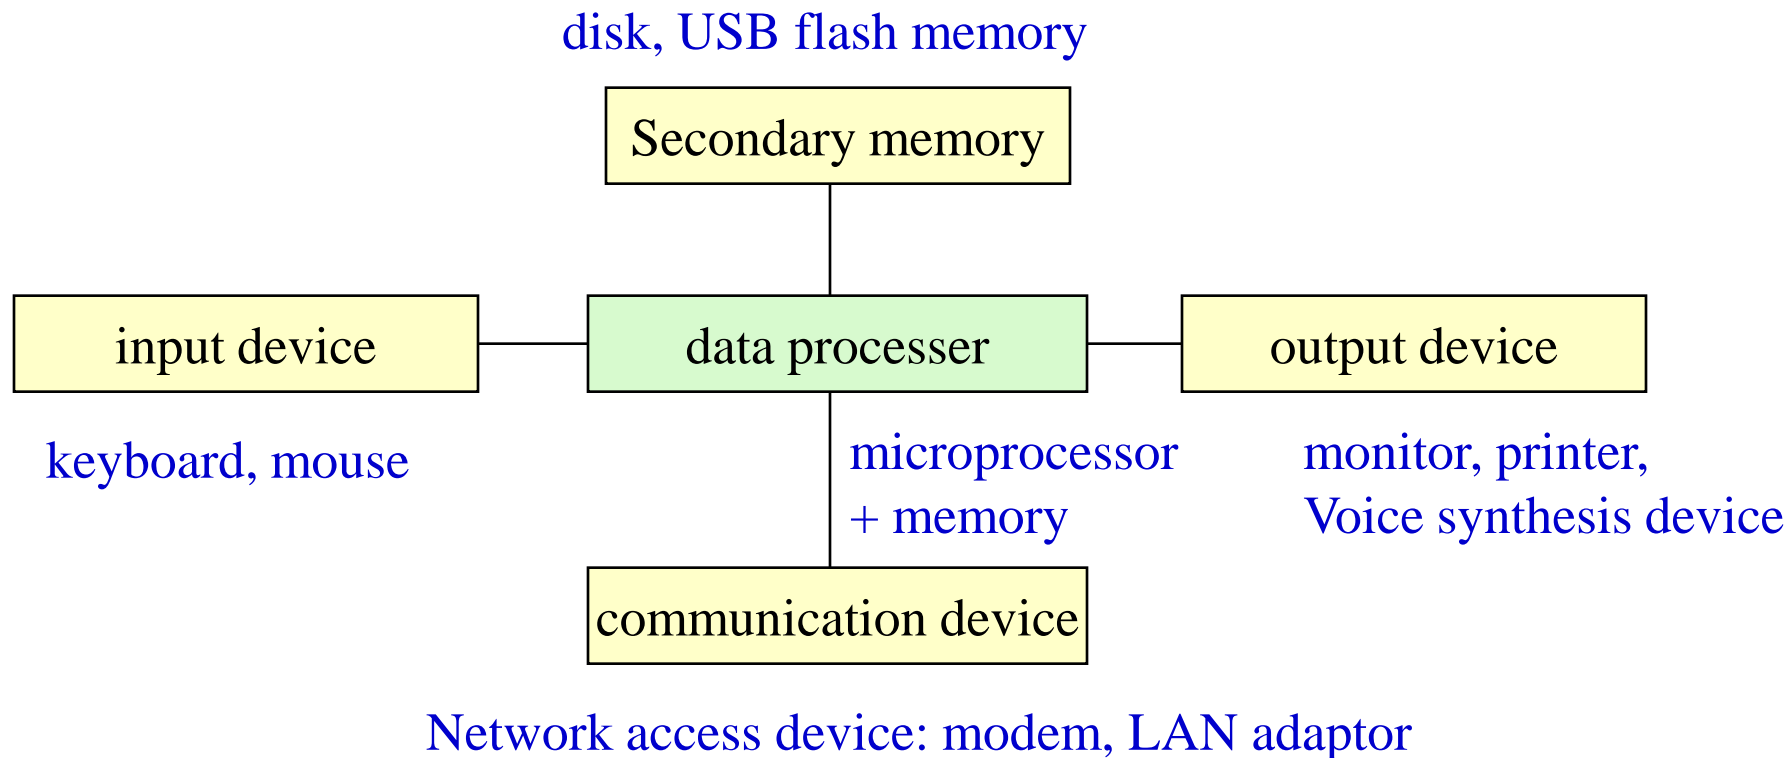 disk, USB flash memory
Secondary memory
input device
data processer
output device
keyboard, mouse
microprocessor
+ memory
monitor, printer,
Voice synthesis device
communication device
Network access device: modem, LAN adaptor